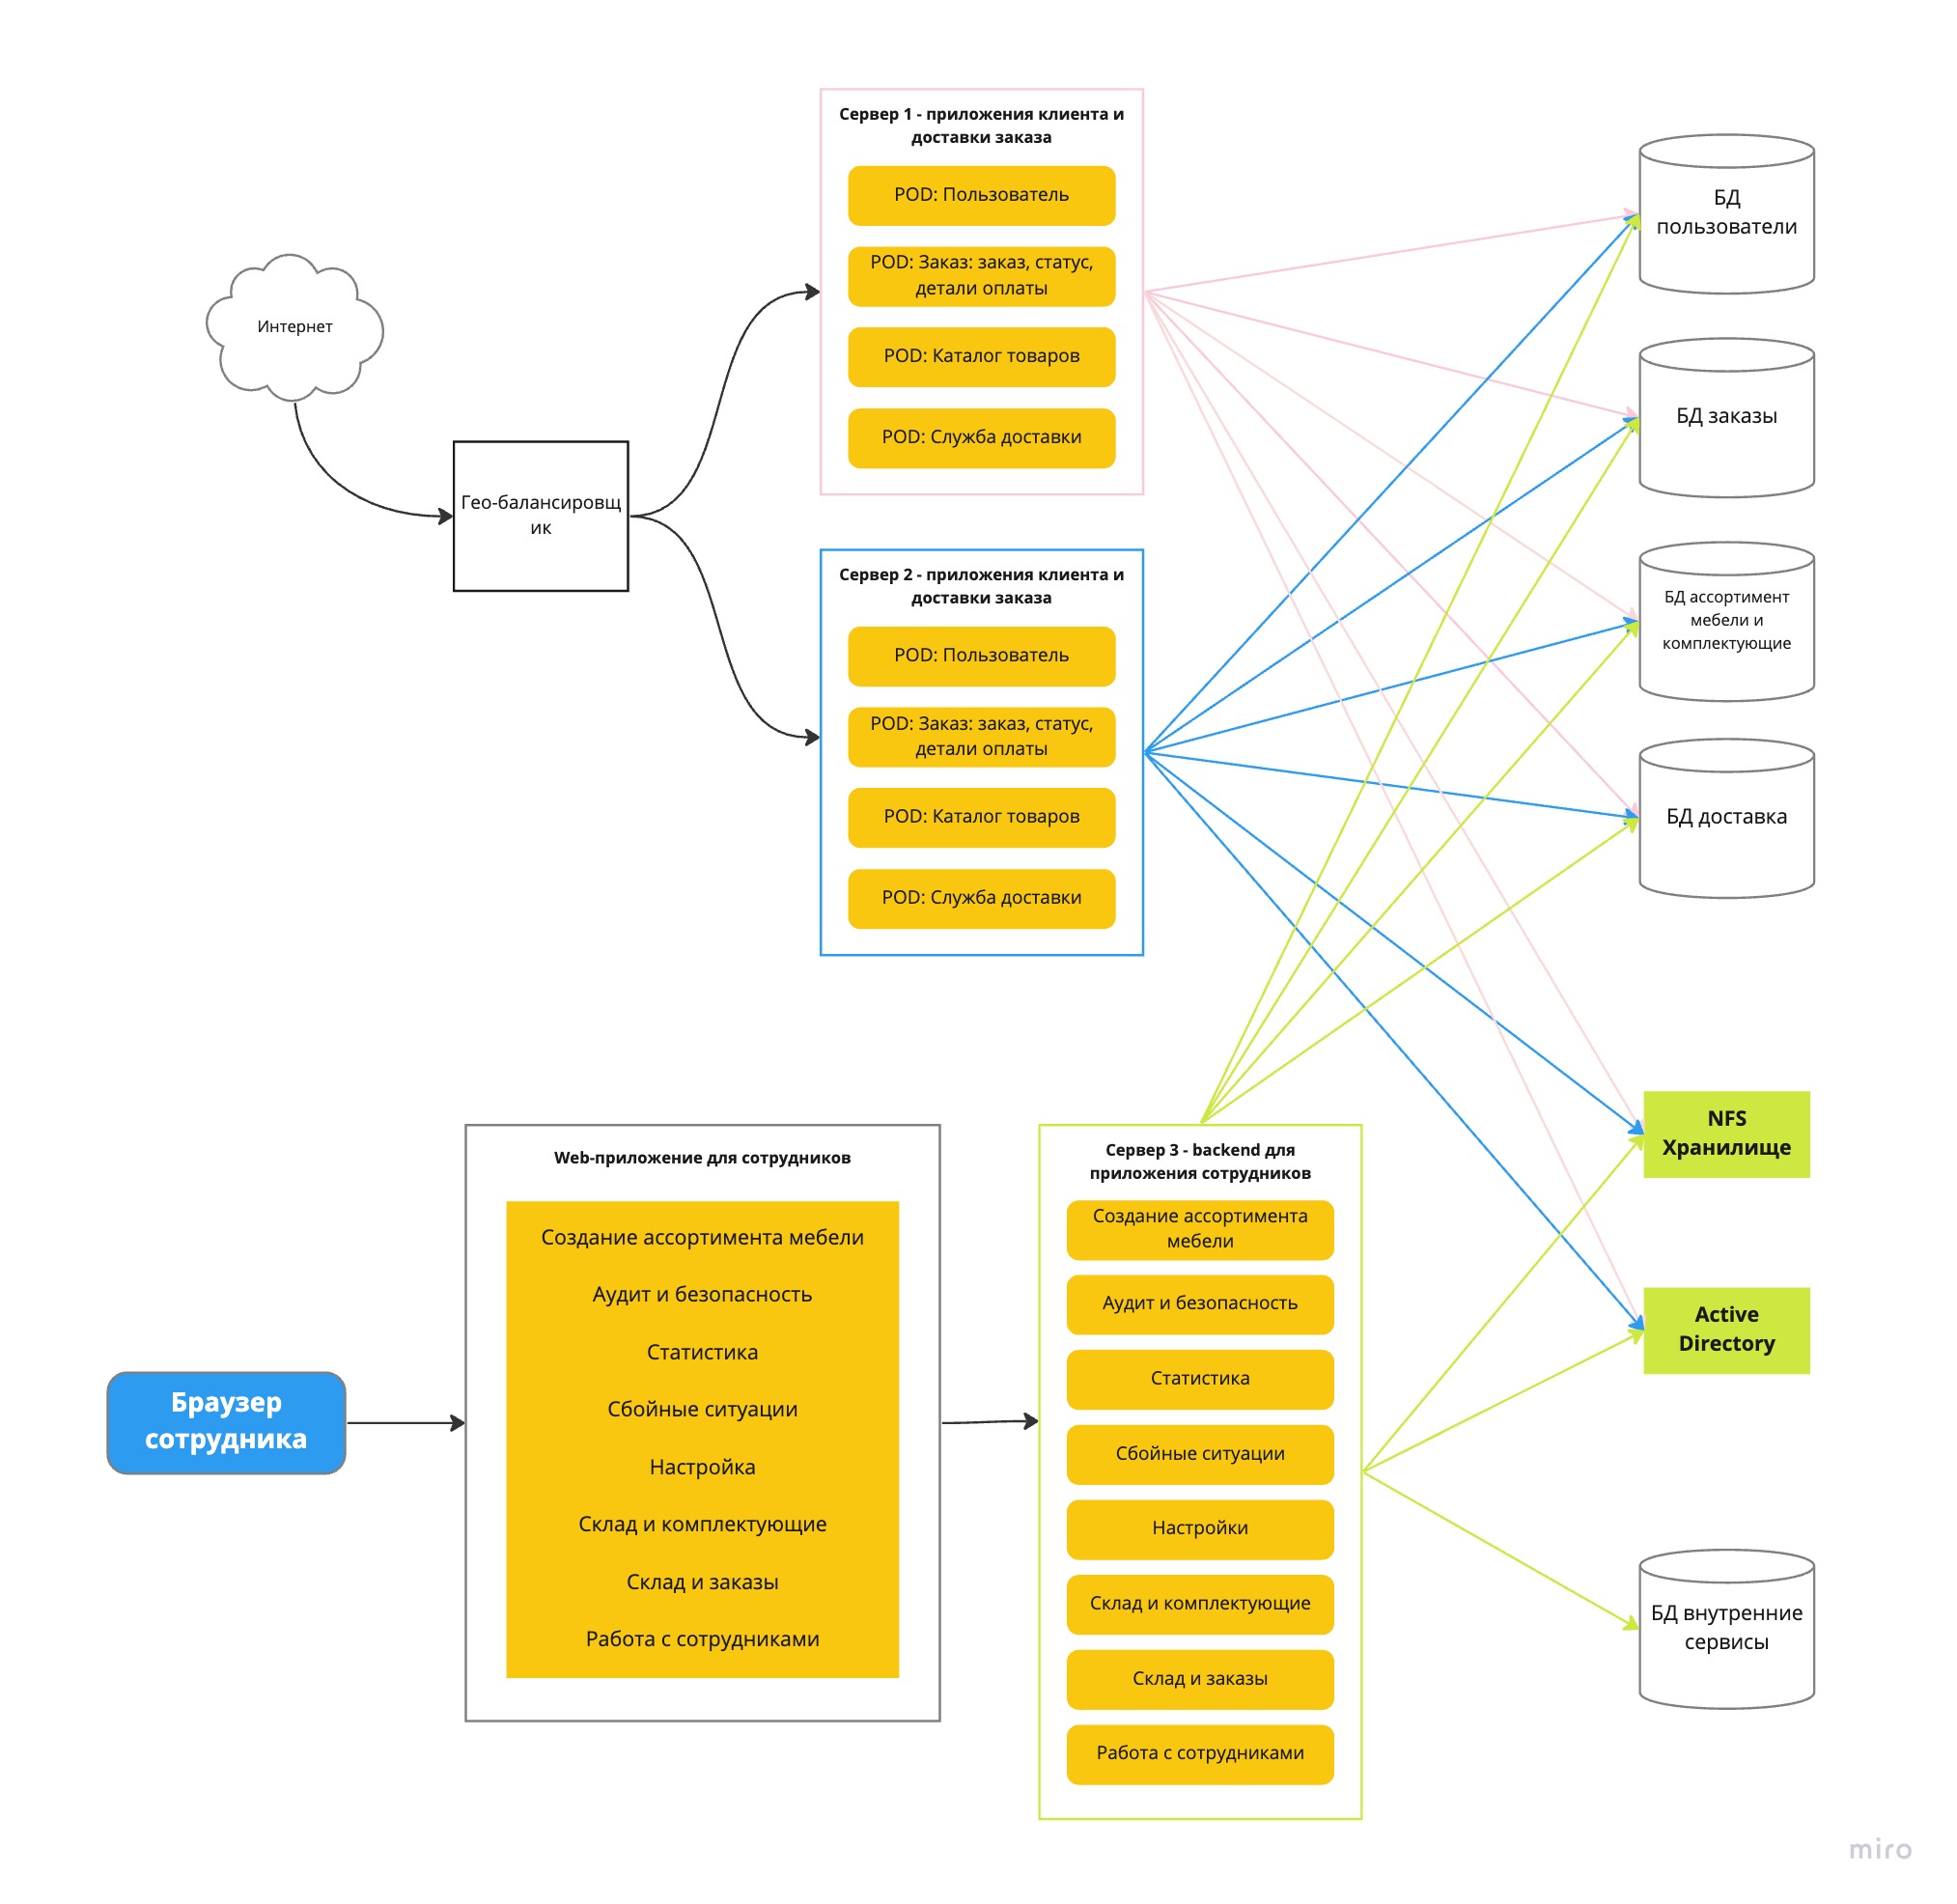 Сервер 1 - приложения клиента и
доставки заказа
POD: Пользователь
POD: Заказ: заказ, статус,
детали оплаты
POD: Каталог товаров
POD: Служба доставки
Интернет
Гео-балансировщ
ик
Сервер 2 - приложения клиента и
доставки заказа
POD: Пользователь
POD: Заказ: заказ, статус,
детали оплаты
POD: Каталог товаров
POD: Служба доставки
БД
пользователи
БД заказы
БД ассортимент
мебели и
комплектующие
БД доставка
NFS
Хранилище
Active
Directory
БД внутренние
сервисы
Браузер
сотрудника
Web-приложение для сотрудников
Создание ассортимента мебели
Аудит и безопасность
Статистика
Сбойные ситуации
Настройка
Склад и комплектующие
Склад и заказы
Работа с сотрудниками
Сервер 3 - backend для
приложения сотрудников
Создание ассортимента
мебели
Аудит и безопасность
Статистика
Сбойные ситуации
Настройки
Склад и комплектующие
Склад и заказы
Работа с сотрудниками
miro